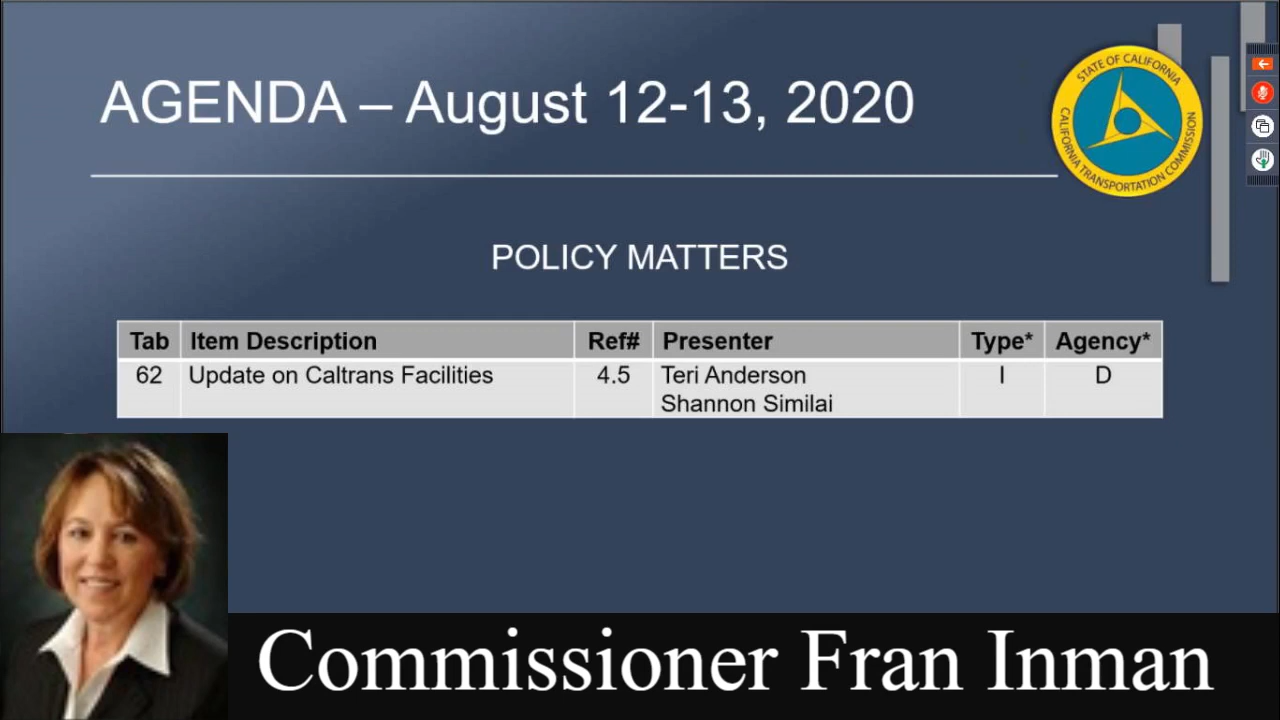 AGENDA – August 12-13, 2020
STATE OF CALIFORNIA
CALIFORNIA TRANSPORTATION COMMISSION
POLICY MATTERS
Tab Item Description Ref# Presenter Type* Agency*
62 Update on Caltrans Facilities 4.5 Teri Anderson I D
Shannon Similai
Commissioner Fran Inman